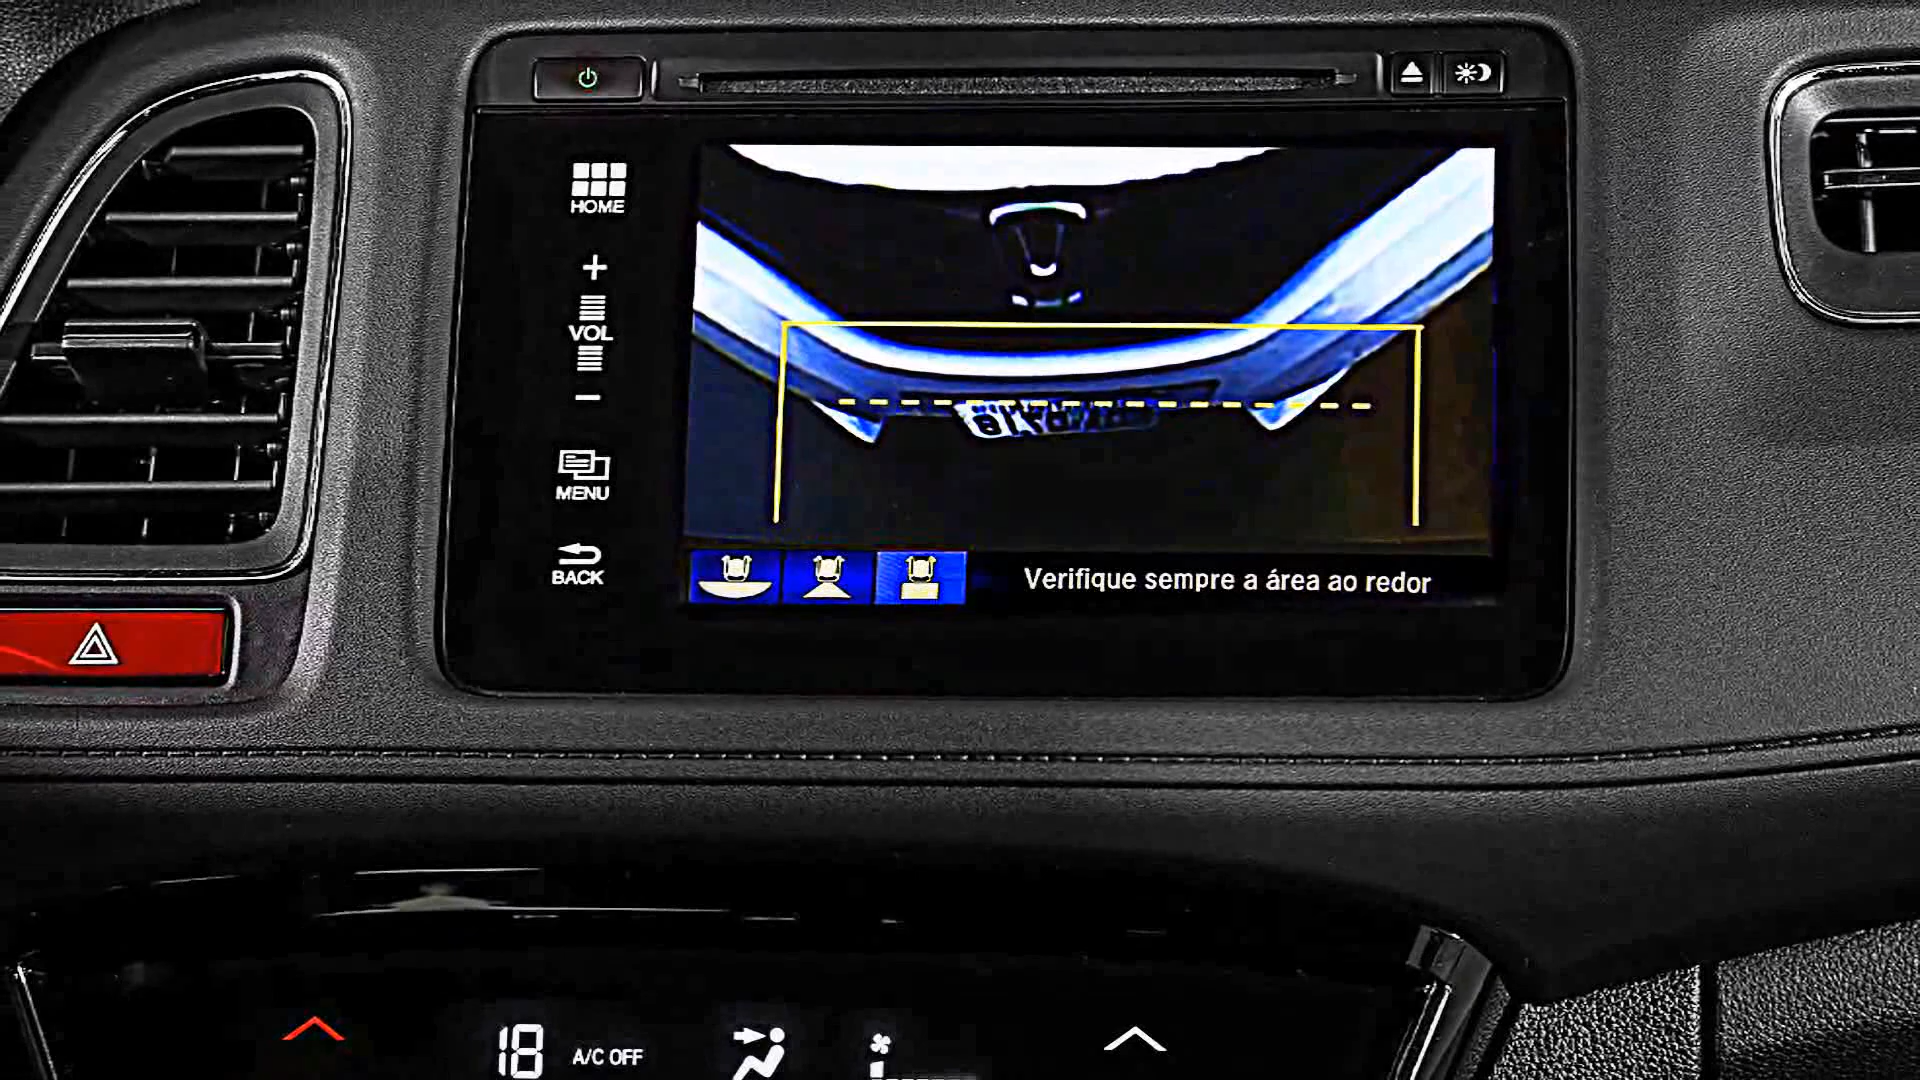 HOME
VOL
MENU
BACK
Verifique sempre a área ao redor
18
A/C OFF